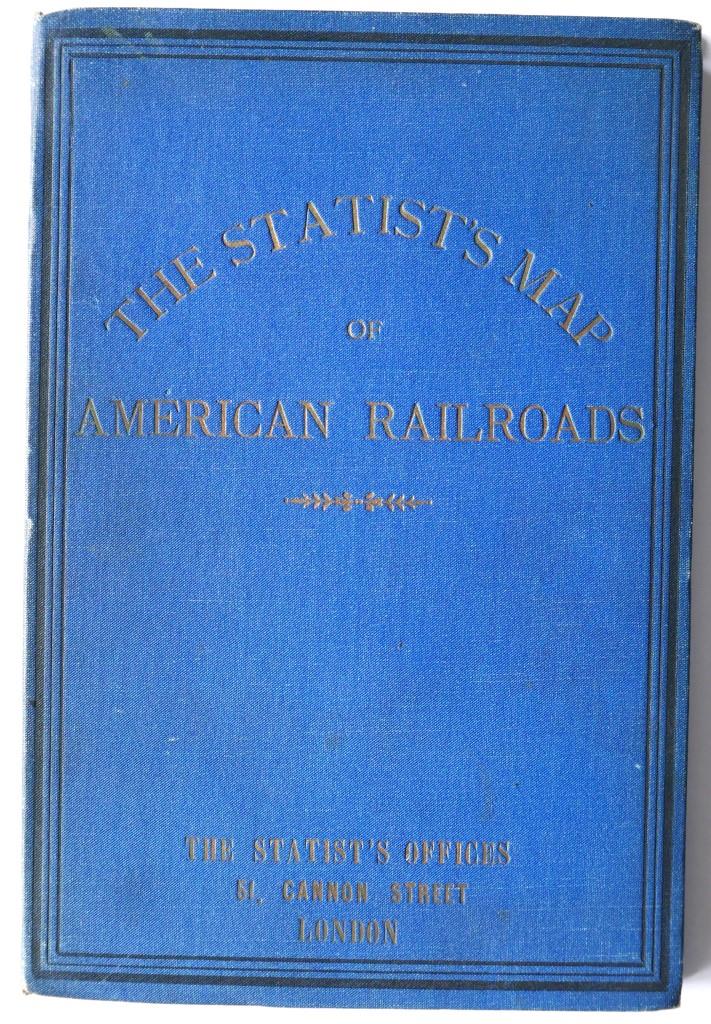 THE STATIST'S MAP
OF
AMERICAN RAILROADS
THE STATIST'S OFFICES
51, CANNON STREET
LONDON